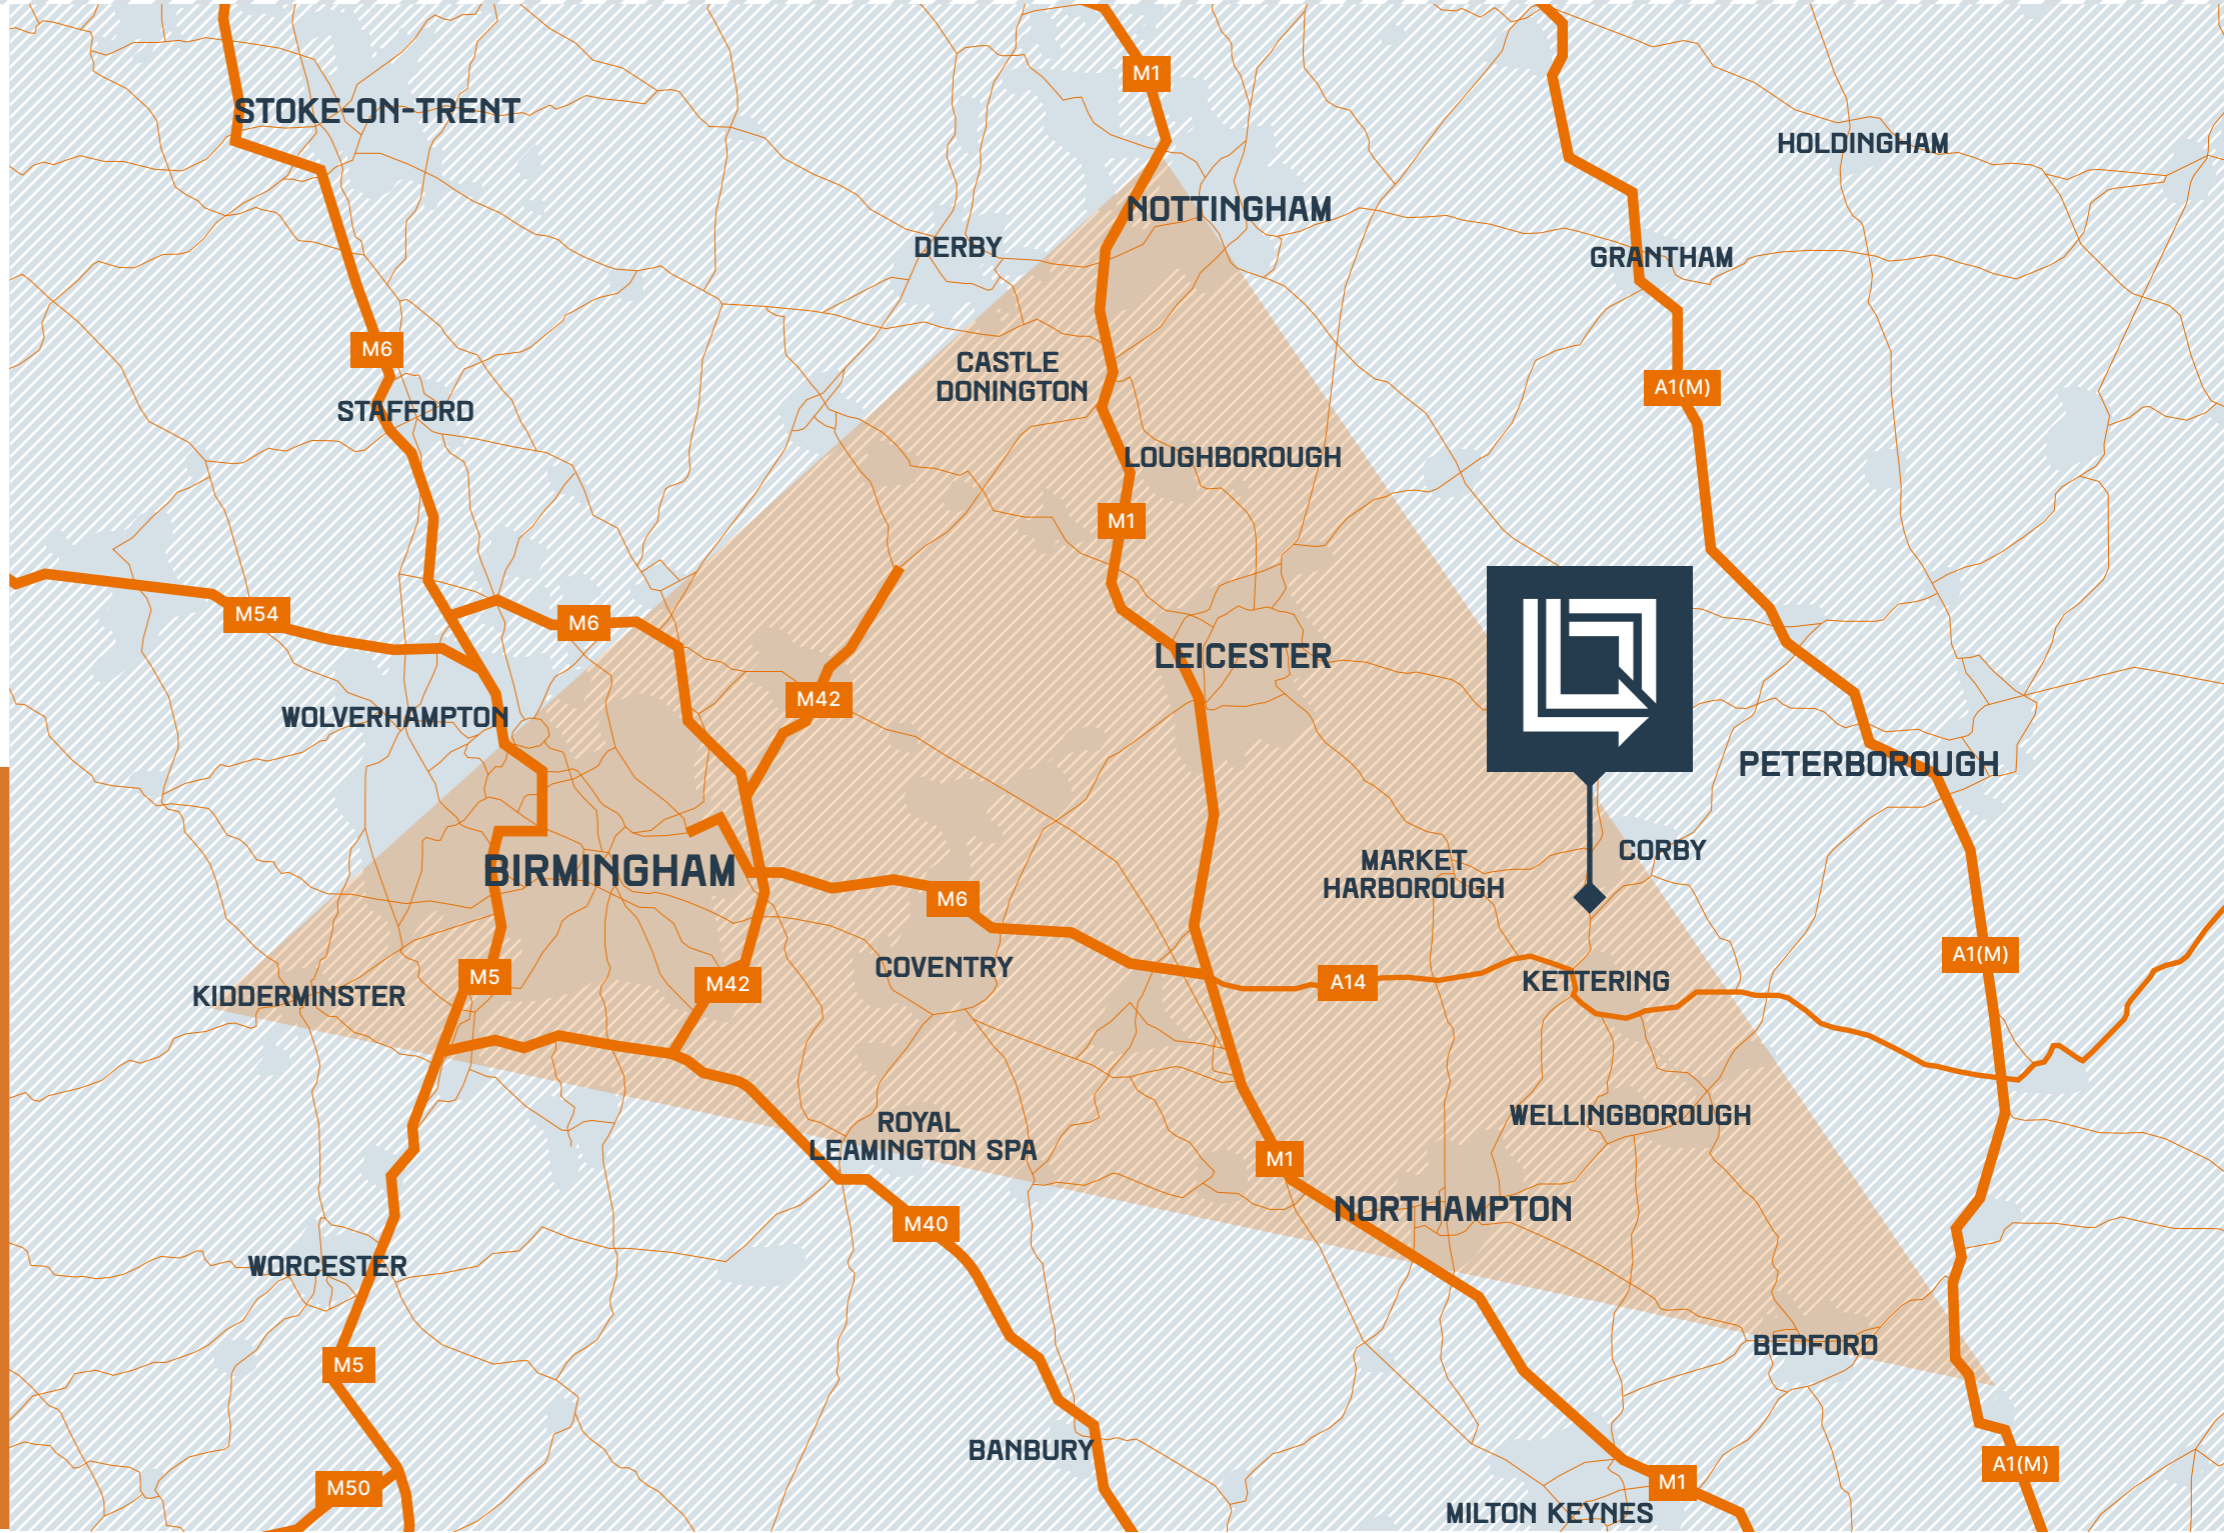 M1
STOKE-ON-TRENT
HOLDINGHAM
NOTTINGHAM
DERBY
GRANTHAM
M6
CASTLE
DONINGTON
A1(M)
STAFFORD
LOUGHBOROUGH
M1
M54
M6
LEICESTER
M42
WOLVERHAMPTON
PETERBOROUGH
CORBY
MARKET
HARBOROUGH
BIRMINGHAM
M6
A1(M)
COVENTRY
M5
M42
A14
KETTERING
KIDDERMINSTER
WELLINGBOROUGH
ROYAL
LEAMINGTON SPA
M1
NORTHAMPTON
M40
WORCESTER
BEDFORD
M5
BANBURY
A1(M)
M50
M1
MILTON KEYNES